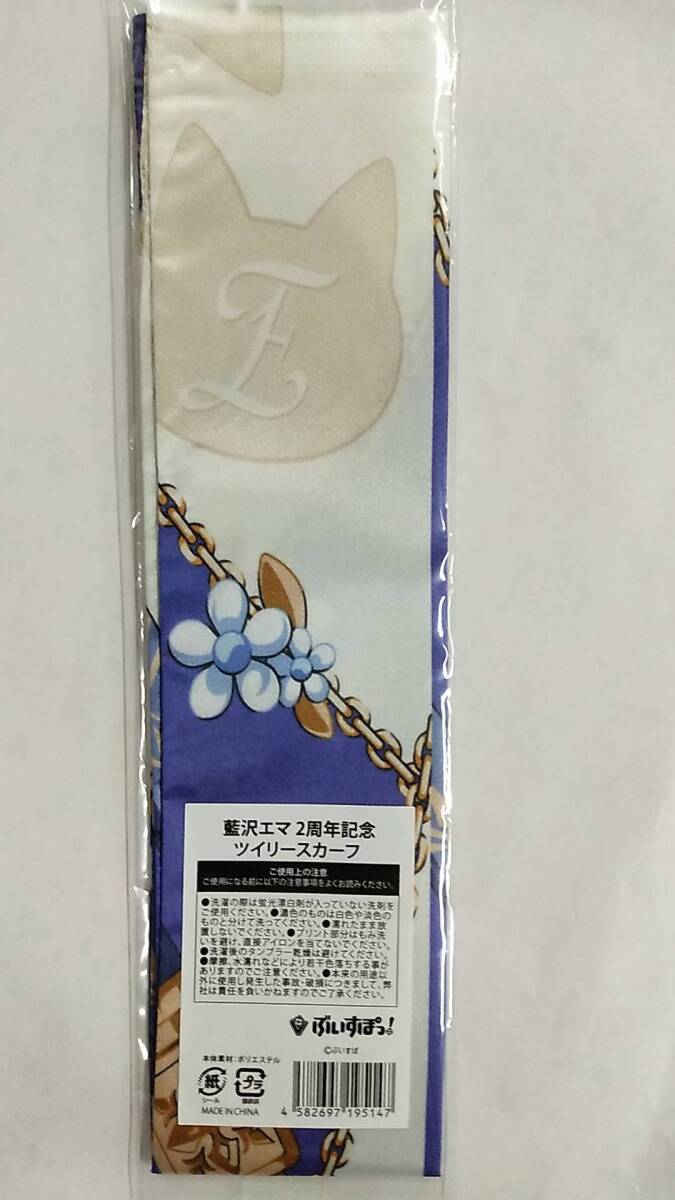 E
藍沢エマ 2周年記念
ツイリースカーフ
ご使用上の注意
ご使用になる前に以下の注意事項をよくお読みください。
●洗濯の際は蛍光漂白剤が入っていない洗剤を
ご使用ください。●濃色のものは白色や淡色の
ものと分けて洗ってください。●濡れたまま放
置しないでください。●プリント部分はもみ洗
いを避け、直接アイロンを当てないでください。
●洗濯後のタンブラー乾燥は避けてください。
●摩擦、水濡れなどにより若干色落ちする事が
ありますのでご注意ください。●本来の用途以
外に使用し発生した事故・破損につきまして、弊
社は責任を負いかねますのでご了承ください。
ぶいすぽっ!
©ぶいすぽ
本体素材:ポリエステル
紙 プラ
シール 個装袋
MADE IN CHINA
4 582697 195147